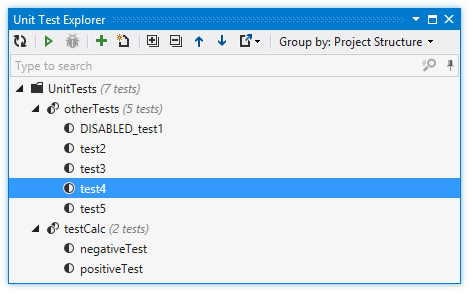 Unit Test Explorer
Group by: Project Structure
Type to search
UnitTests (7 tests)
otherTests (5 tests)
DISABLED_test1
test2
test3
test4
test5
testCalc (2 tests)
negativeTest
positiveTest